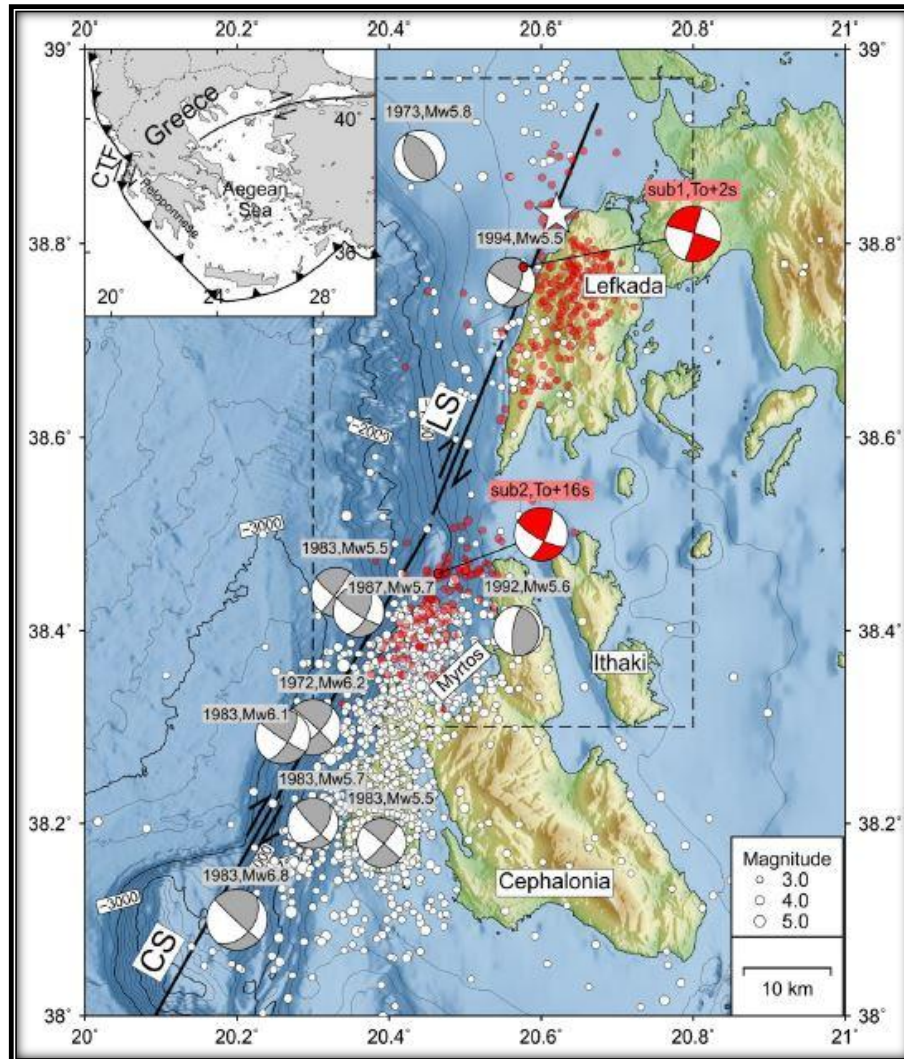 20˚ 20.2˚ 20.4˚ 20.6˚ 20.8˚ 21˚
39˚ 39˚
Greece
40˚
CTF
Peloponnese
Aegean
Sea
36˚
20˚ 24˚ 28˚
1973,Mw5.8
sub1,To+2s
38.8˚ 38.8˚
1994,Mw5.5
Lefkada
LS
−2000
38.6˚ 38.6˚
sub2,To+16s
−3000
1983,Mw5.5
1987,Mw5.7 1992,Mw5.6
38.4˚ 38.4˚
Myrtos
Ithaki
1972,Mw6.2
1983,Mw6.1
1983,Mw5.7
1983,Mw5.5
38.2˚ 38.2˚
1983,Mw6.8
−3000
Cephalonia
CS
Magnitude
3.0
4.0
5.0
10 km
38˚ 38˚
20˚ 20.2˚ 20.4˚ 20.6˚ 20.8˚ 21˚